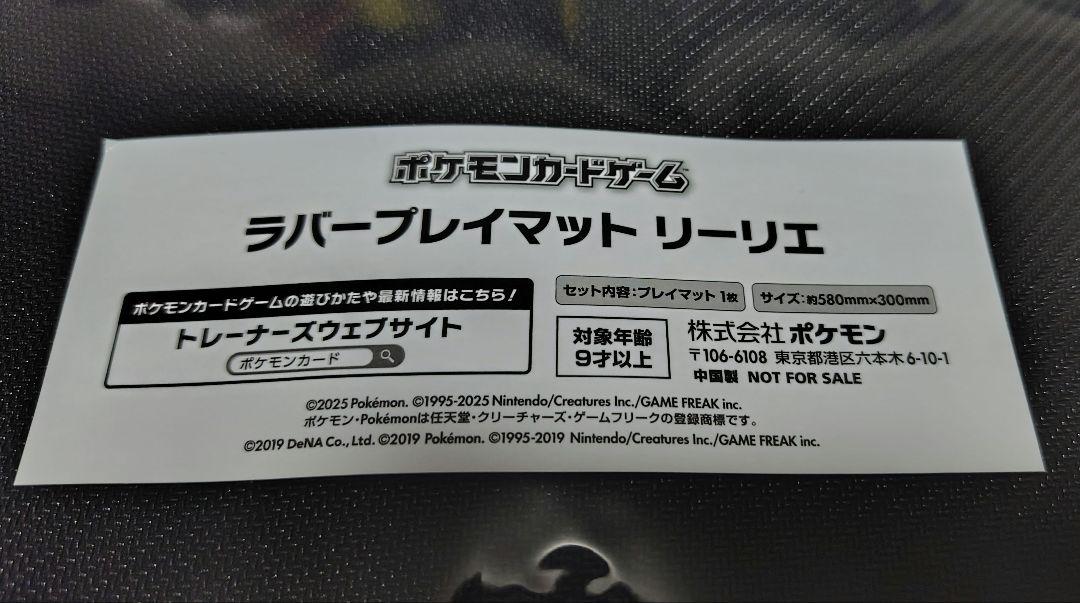 ポケモンカードゲーム
ラバープレイマット リーリエ
ポケモンカードゲームの遊びかたや最新情報はこちら!
トレーナーズウェブサイト
ポケモンカード
セット内容:プレイマット 1枚
サイズ:約580mm×300mm
対象年齢
9才以上
株式会社 ポケモン
〒106-6108 東京都港区六本木 6-10-1
中国製 NOT FOR SALE
©2025 Pokémon. ©1995-2025 Nintendo/Creatures Inc./GAME FREAK inc.
ポケモン・Pokémonは任天堂・クリーチャーズ・ゲームフリークの登録商標です。
©2019 DeNA Co., Ltd. ©2019 Pokémon. ©1995-2019 Nintendo/Creatures Inc./GAME FREAK inc.